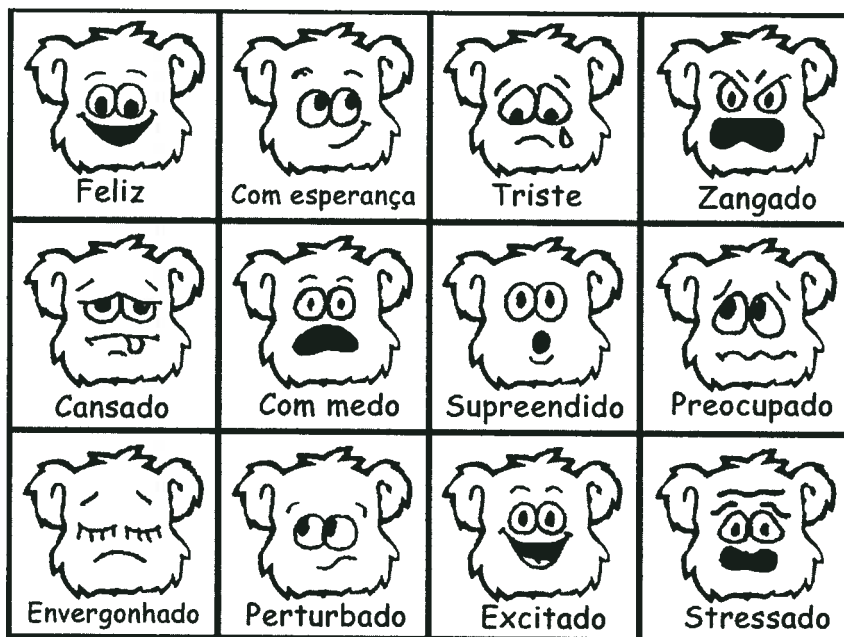 Feliz
Com esperança
Triste
Zangado
Cansado
Com medo
Supreendido
Preocupado
Envergonhado
Perturbado
Excitado
Stressado